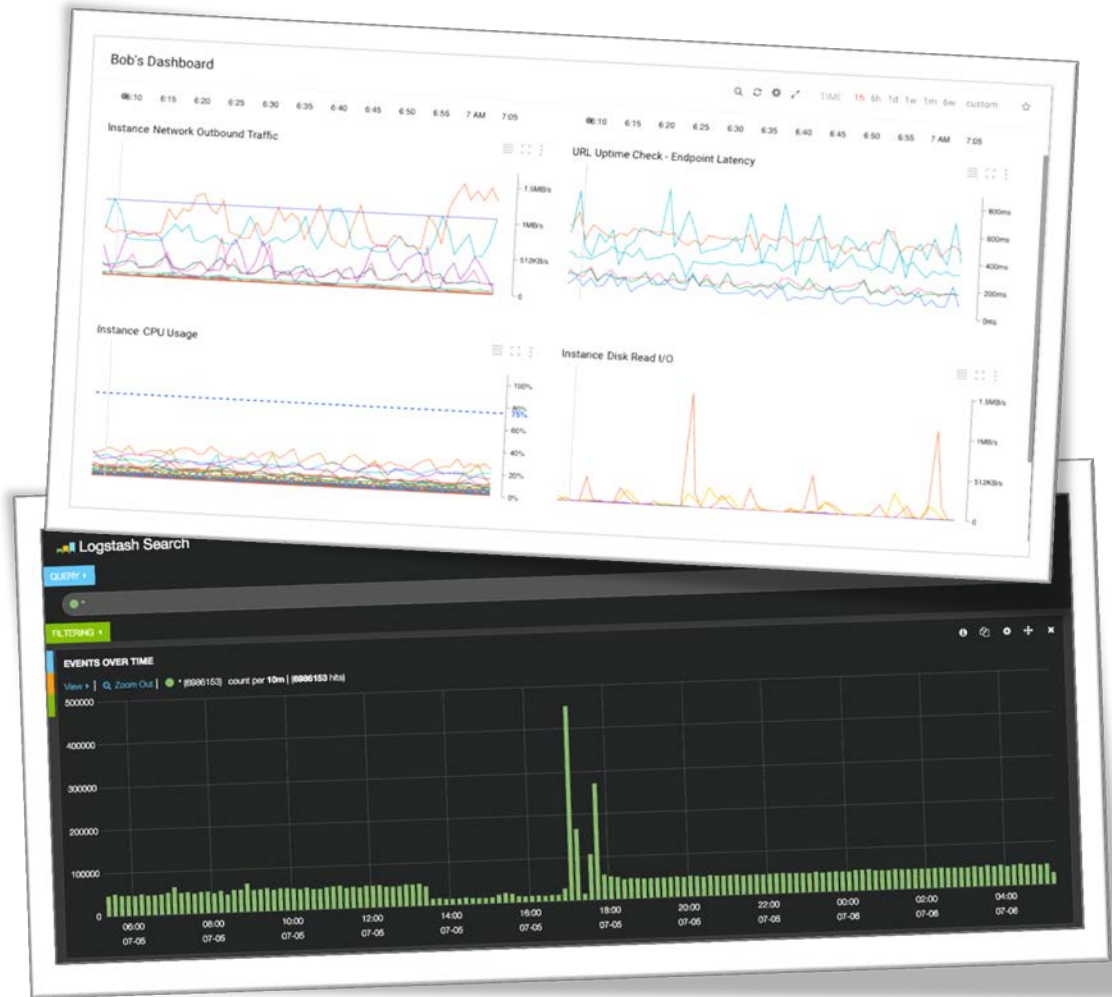 Bob's Dashboard
TIME 1h 6h 1d 1w 1m 6w custom
6:10 6:15 6:20 6:25 6:30 6:35 6:40 6:45 6:50 6:55 7 AM 7:05
6:10 6:15 6:20 6:25 6:30 6:35 6:40 6:45 6:50 6:55 7 AM 7:05
Instance Network Outbound Traffic
1.5MB/s
1MB/s
512KB/s
0
URL Uptime Check - Endpoint Latency
800ms
600ms
400ms
200ms
0ms
Instance CPU Usage
100%
80%
75%
60%
40%
20%
0%
Instance Disk Read I/O
1.5MB/s
1MB/s
512KB/s
0
Logstash Search
QUERY
*
FILTERING
EVENTS OVER TIME
View | Zoom Out | * (6986153) count per 10m | (6986153 hits)
500000
400000
300000
200000
100000
0
06:00 08:00 10:00 12:00 14:00 16:00 18:00 20:00 22:00 00:00 02:00 04:00
07-05 07-05 07-05 07-05 07-05 07-05 07-05 07-05 07-05 07-06 07-06 07-06